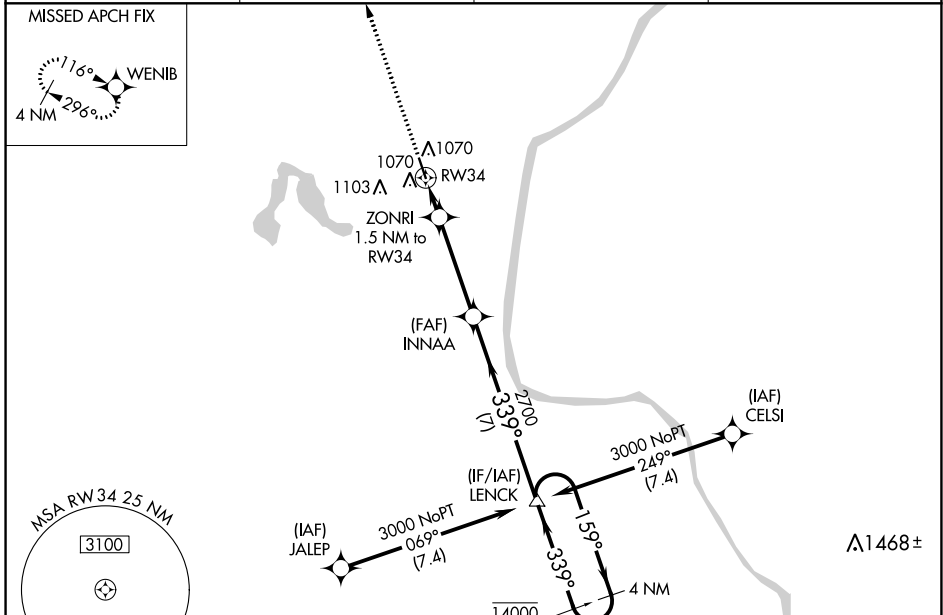 MISSED APCH FIX
116°
WENIB
4 NM
296°
1070
1070
1103
RW34
ZONRI
1.5 NM to
RW34
(FAF)
INNAA
2700
339°
(7)
(IAF)
CELSI
3000 NoPT
249°
(7.4)
(IF/IAF)
LENCK
MSA RW34 25 NM
3100
(IAF)
JALEP
3000 NoPT
069°
(7.4)
159°
339°
1468±
4 NM
14000